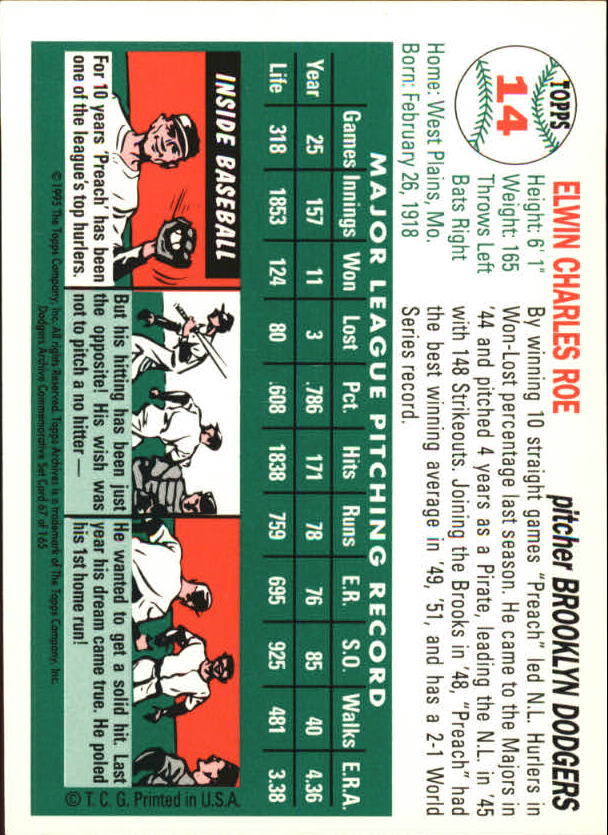 TOPPS
14
ELWIN CHARLES ROE
pitcher BROOKLYN DODGERS
Height: 6' 1"
Weight: 165
Throws Left
Bats Right
Home: West Plains, Mo.
Born: February 26, 1918
By winning 10 straight games "Preach" led N.L. Hurlers in
Won-Lost percentage last season. He came to the Majors in
'44 and pitched 4 years as a Pirate, leading the N.L. in '45
with 148 Strikeouts. Joining the Brooks in '48, "Preach" had
the best winning average in '49, '51, and has a 2-1 World
Series record.
MAJOR LEAGUE PITCHING RECORD
Games Innings Won Lost Pct. Hits Runs E.R. S.O. Walks E.R.A.
Year 25 157 11 3 .786 171 78 76 85 40 4.36
Life 318 1853 124 80 .608 1838 759 695 925 481 3.38
INSIDE BASEBALL
For 10 years 'Preach' has been
one of the league's top hurlers.
But his hitting has been just
the opposite! His wish was
not to pitch a no hitter —
He wanted to get a solid hit. Last
year his dream came true. He poled
his 1st home run!
© T. C. G. Printed in U.S.A.
©1995 The Topps Company, Inc. All Rights Reserved. Topps Archives is a trademark of The Topps Company, Inc.
Dodgers Archive Commemorative Set Card 67 of 165